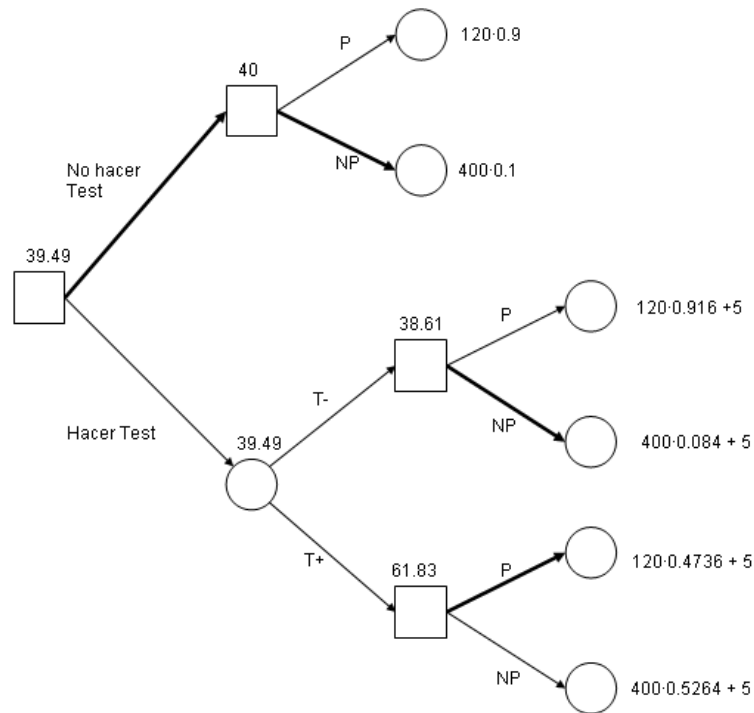 P
120·0.9
40
No hacer
Test
NP
400·0.1
39.49
P
120·0.916 +5
38.61
T-
Hacer Test
39.49
NP
400·0.084 + 5
T+
61.83
P
120·0.4736 + 5
NP
400·0.5264 + 5